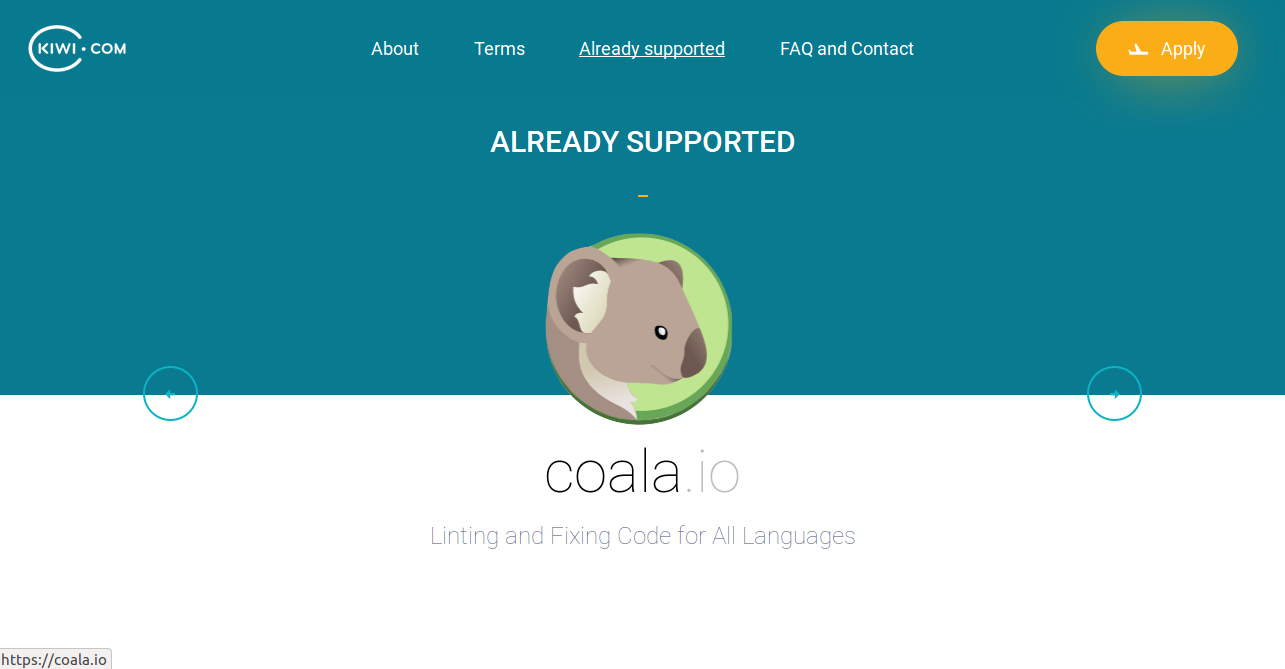 KIWI.COM
About
Terms
Already supported
FAQ and Contact
Apply
ALREADY SUPPORTED
coala.io
Linting and Fixing Code for All Languages
https://coala.io